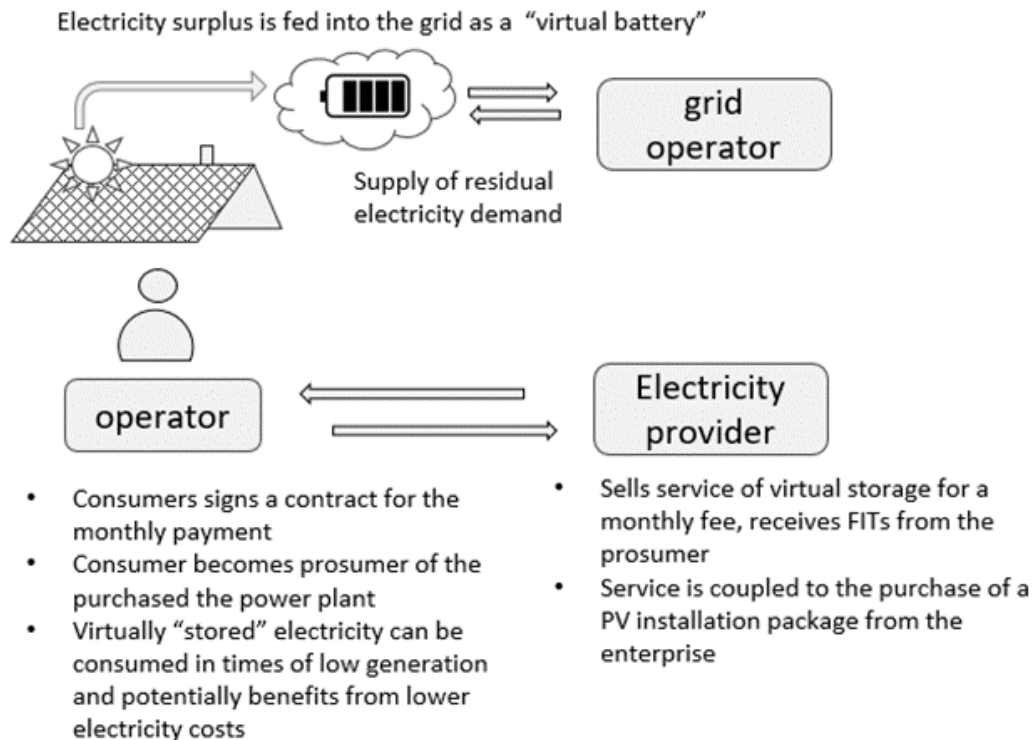 Electricity surplus is fed into the grid as a “virtual battery”
grid
operator
Supply of residual
electricity demand
operator
Electricity
provider
• Consumers signs a contract for the
monthly payment
• Consumer becomes prosumer of the
purchased the power plant
• Virtually “stored” electricity can be
consumed in times of low generation
and potentially benefits from lower
electricity costs
• Sells service of virtual storage for a
monthly fee, receives FITs from the
prosumer
• Service is coupled to the purchase of a
PV installation package from the
enterprise